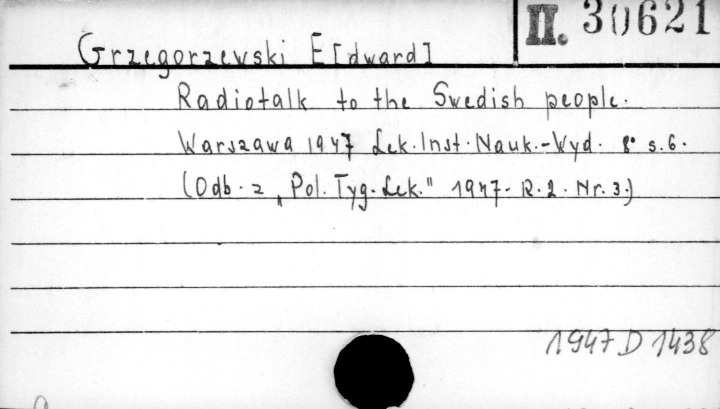 II. 30621
Grzegorzewski E[dward]
Radiotalk to the Swedish people.
Warszawa 1947 Lek. Inst. Nauk.-Wyd. 8° s. 6.
(Odb. z "Pol. Tyg. Lek." 1947. R. 2. Nr. 3.)
1947 D 1438